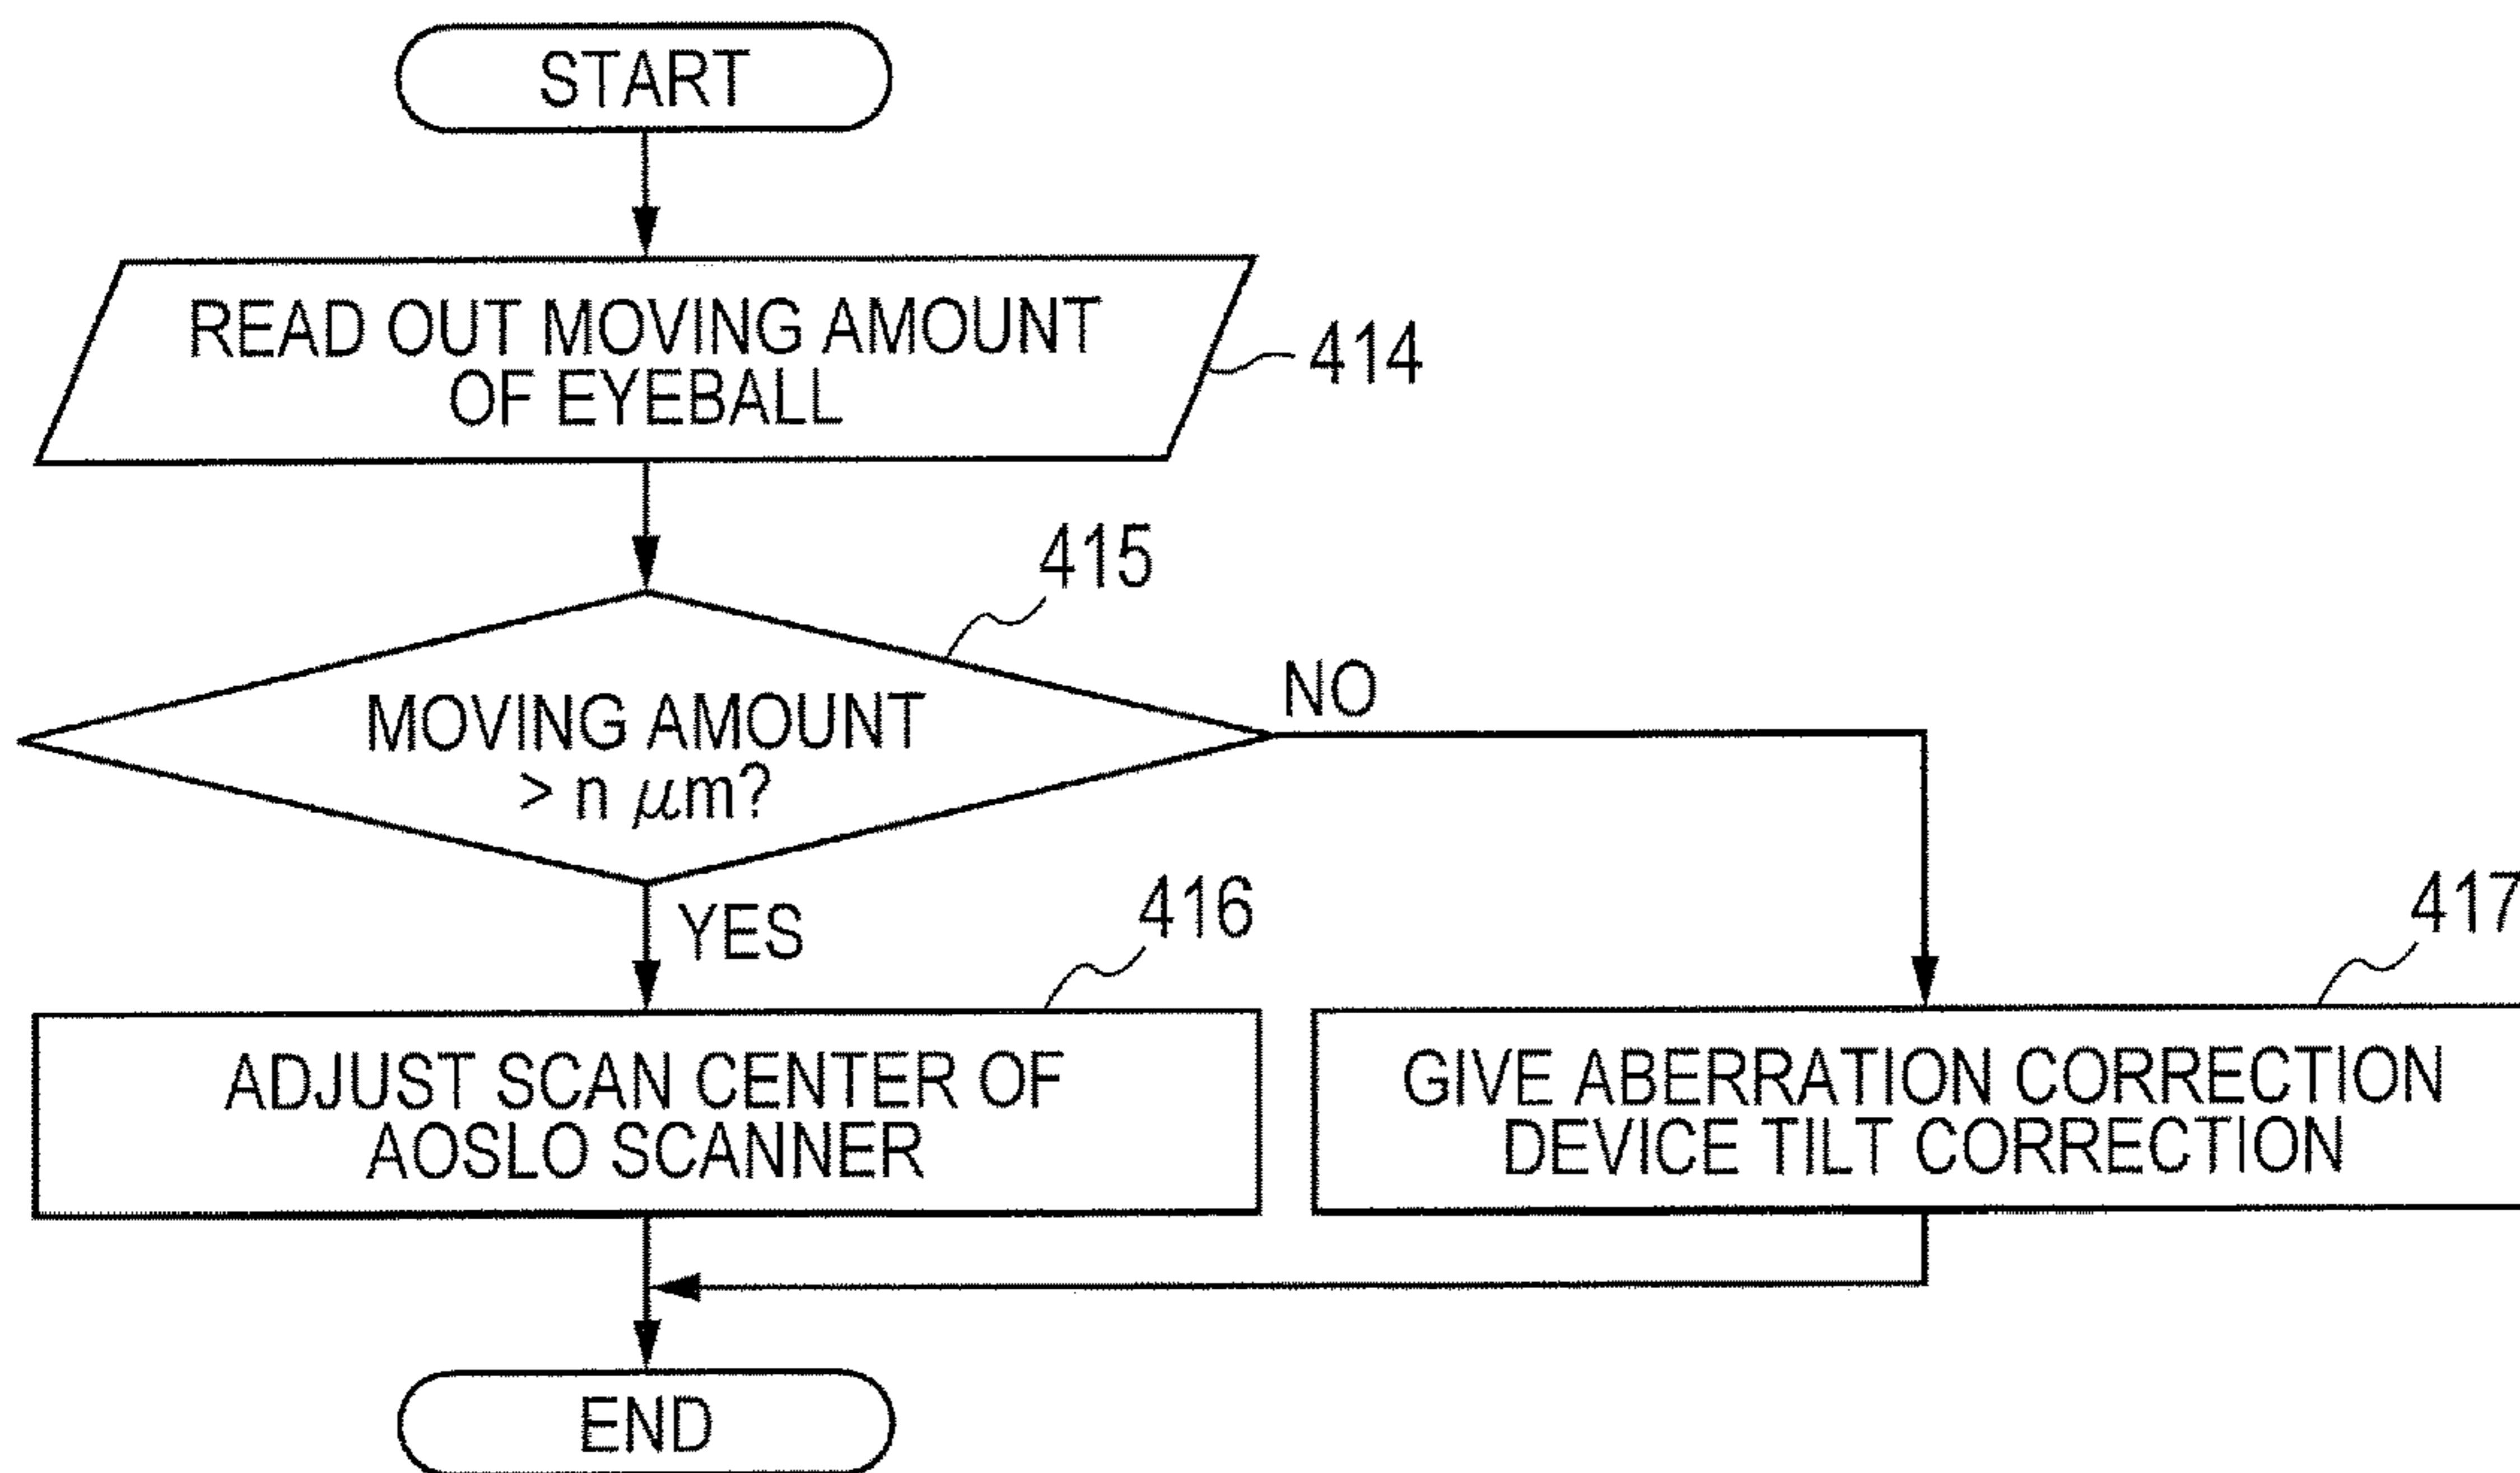 START
READ OUT MOVING AMOUNT
OF EYEBALL
414
415
MOVING AMOUNT
> n μm?
NO
YES
416
417
ADJUST SCAN CENTER OF
AOSLO SCANNER
GIVE ABERRATION CORRECTION
DEVICE TILT CORRECTION
END